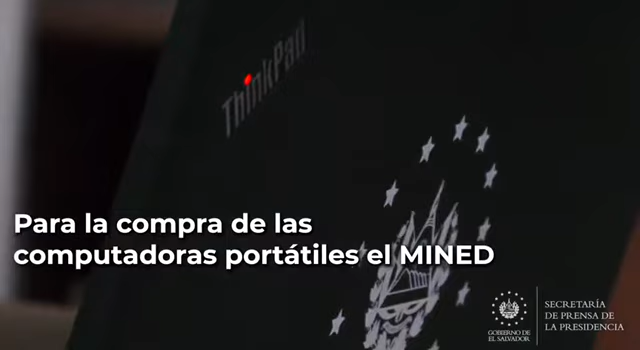 ThinkPad
Para la compra de las
computadoras portátiles el MINED
GOBIERNO DE
EL SALVADOR
SECRETARÍA
DE PRENSA DE
LA PRESIDENCIA